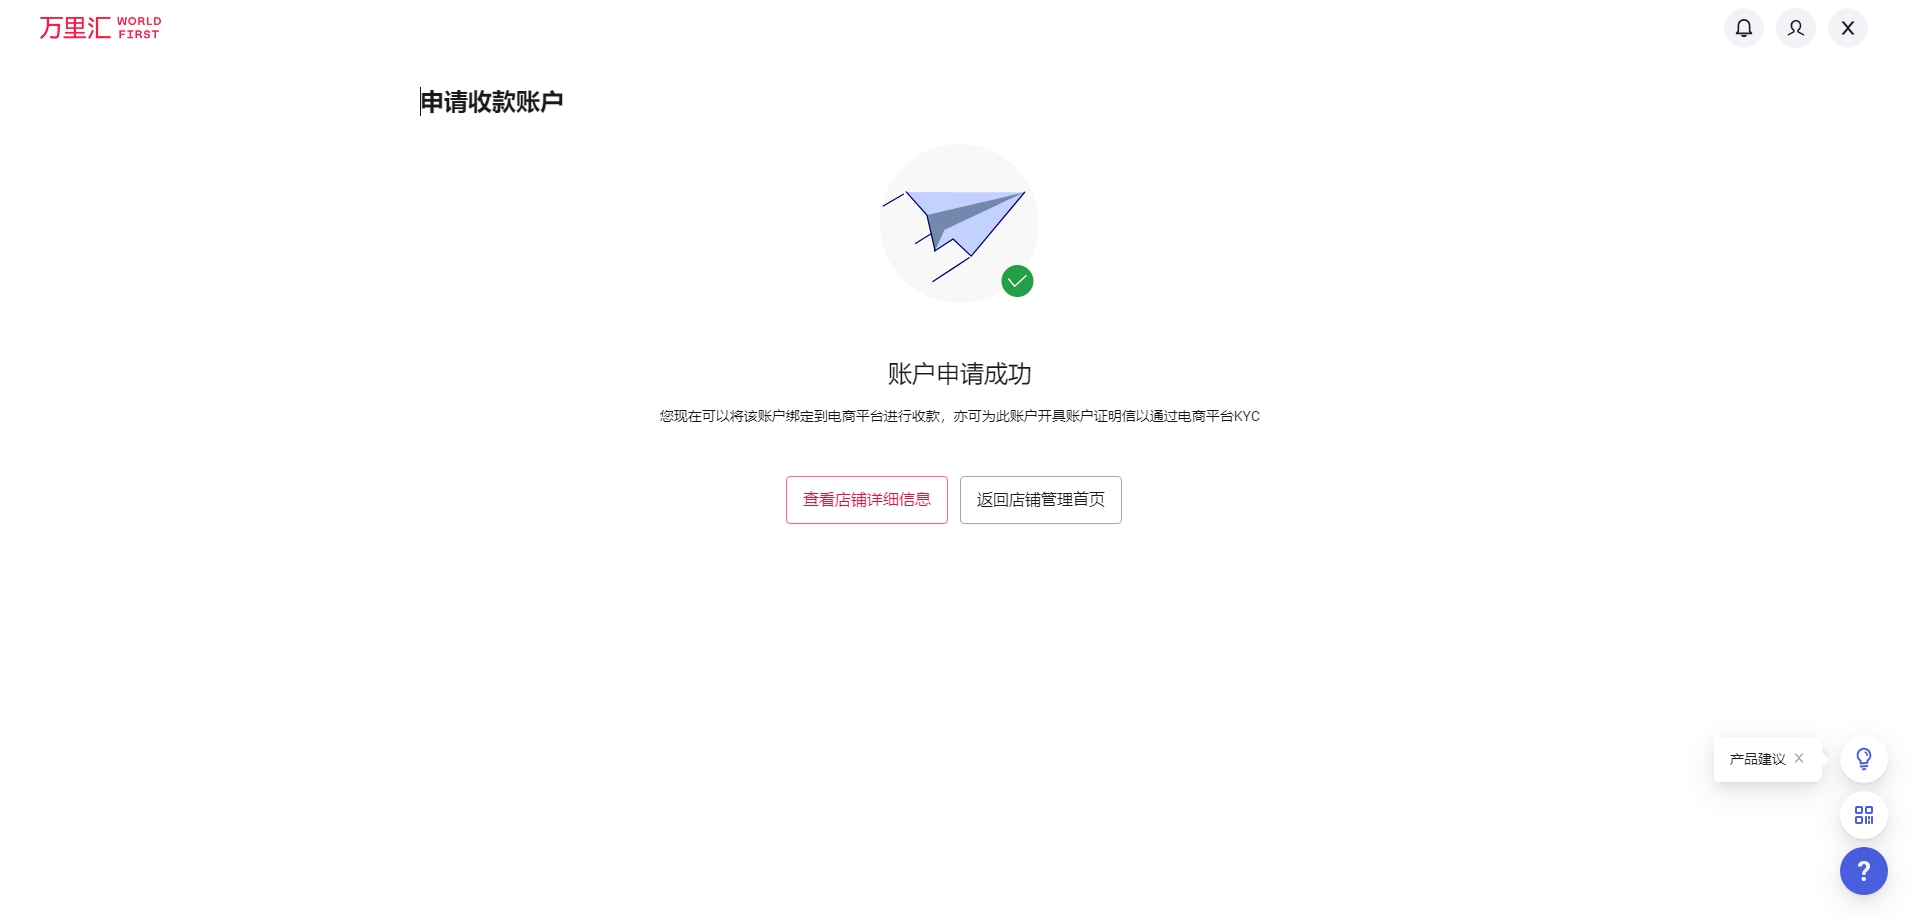 万里汇 WORLD FIRST
X
申请收款账户
账户申请成功
您现在可以将该账户绑定到电商平台进行收款，亦可为此账户开具账户证明信以通过电商平台KYC
查看店铺详细信息
返回店铺管理首页
产品建议
?